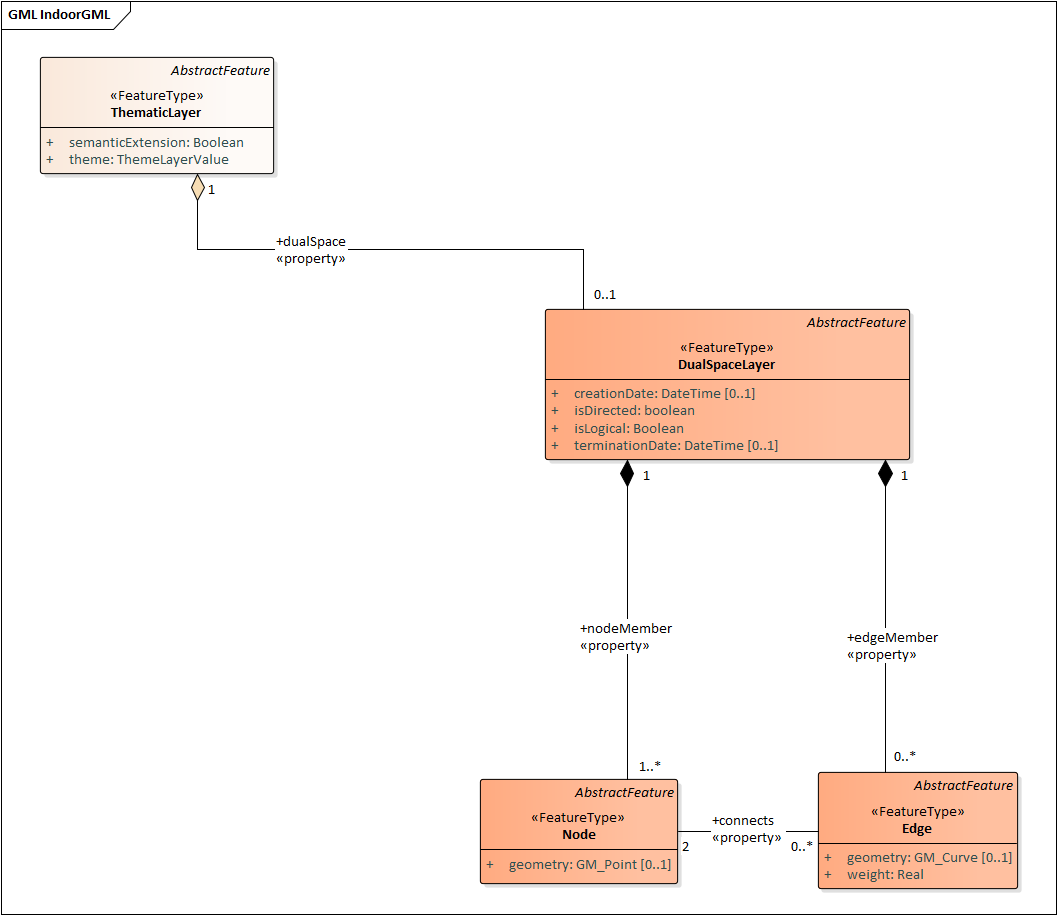 GML IndoorGML
AbstractFeature
«FeatureType»
ThematicLayer
+ semanticExtension: Boolean
+ theme: ThemeLayerValue
1
+dualSpace
«property»
0..1
AbstractFeature
«FeatureType»
DualSpaceLayer
+ creationDate: DateTime [0..1]
+ isDirected: boolean
+ isLogical: Boolean
+ terminationDate: DateTime [0..1]
1
1
+nodeMember
«property»
+edgeMember
«property»
1..*
0..*
AbstractFeature
«FeatureType»
Node
+ geometry: GM_Point [0..1]
+connects
«property»
2
0..*
AbstractFeature
«FeatureType»
Edge
+ geometry: GM_Curve [0..1]
+ weight: Real